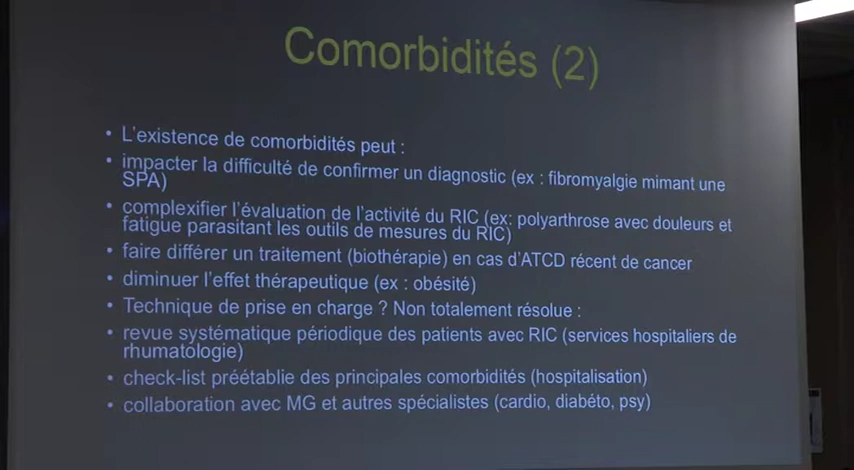 Comorbidités (2)
• L'existence de comorbidités peut :
• impacter la difficulté de confirmer un diagnostic (ex : fibromyalgie mimant une
SPA)
• complexifier l'évaluation de l'activité du RIC (ex: polyarthrose avec douleurs et
fatigue parasitant les outils de mesures du RIC)
• faire différer un traitement (biothérapie) en cas d'ATCD récent de cancer
• diminuer l'effet thérapeutique (ex : obésité)
• Technique de prise en charge ? Non totalement résolue :
• revue systématique périodique des patients avec RIC (services hospitaliers de
rhumatologie)
• check-list préétablie des principales comorbidités (hospitalisation)
• collaboration avec MG et autres spécialistes (cardio, diabéto, psy)